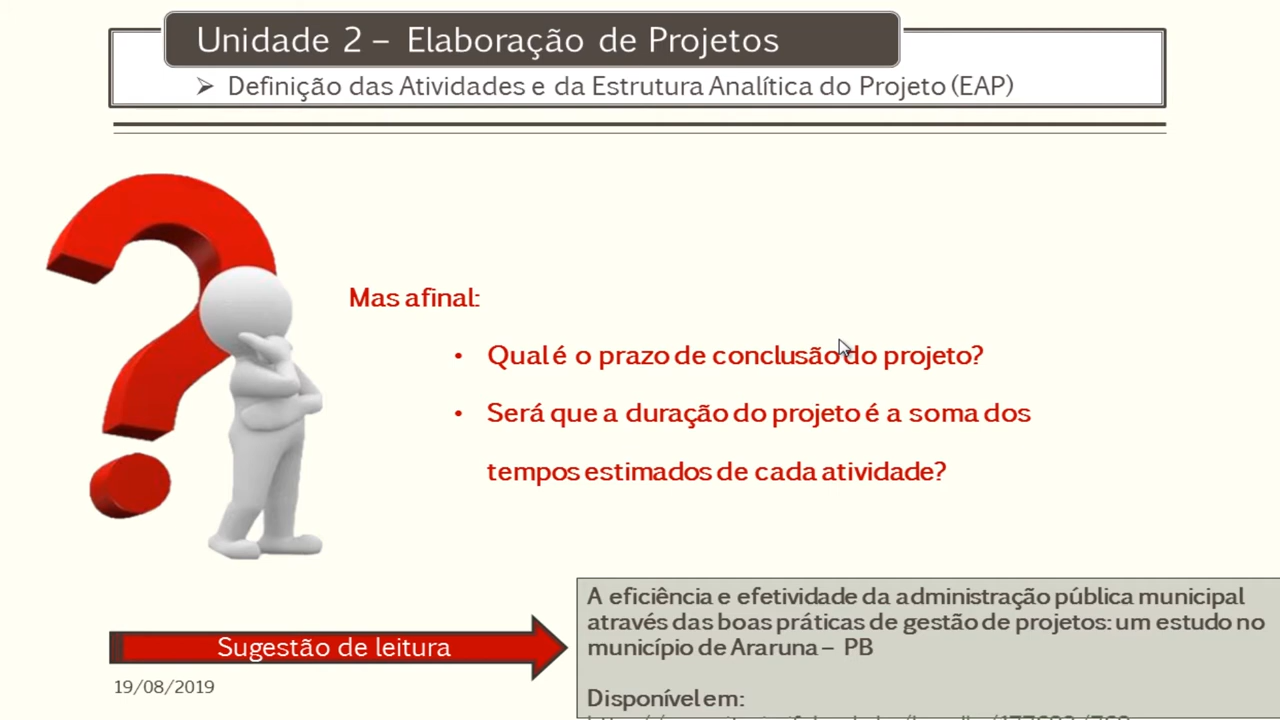 Unidade 2 – Elaboração de Projetos
Definição das Atividades e da Estrutura Analítica do Projeto (EAP)
Mas afinal:
• Qual é o prazo de conclusão do projeto?
• Será que a duração do projeto é a soma dos
tempos estimados de cada atividade?
A eficiência e efetividade da administração pública municipal
através das boas práticas de gestão de projetos: um estudo no
município de Araruna – PB
Sugestão de leitura
19/08/2019
Disponível em: